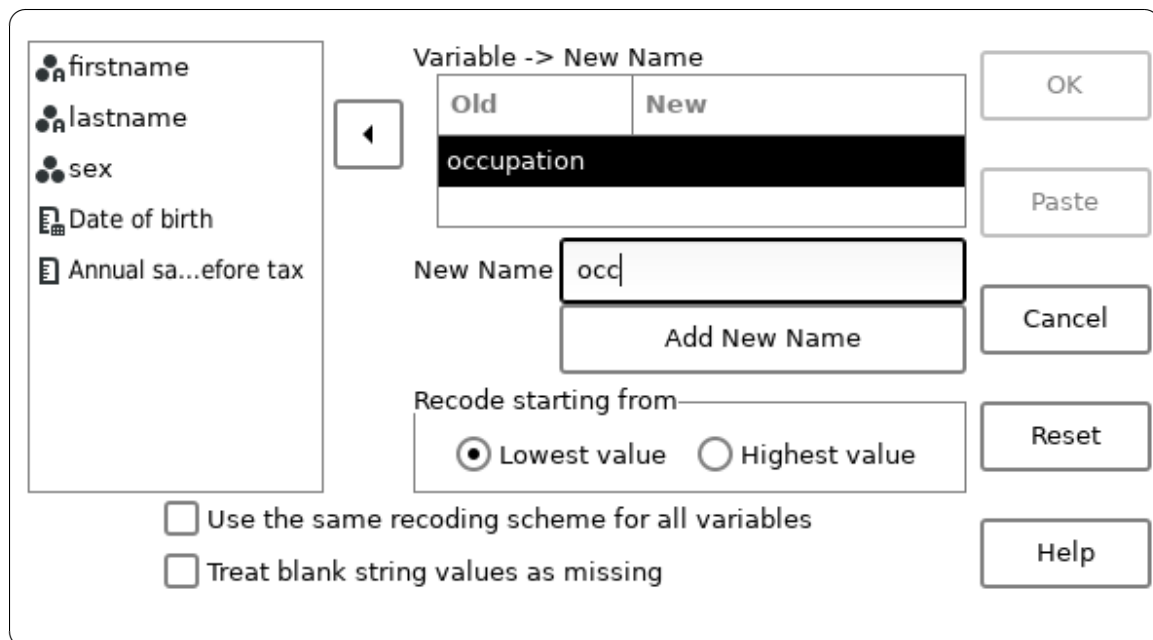 firstname
lastname
sex
Date of birth
Annual sa...efore tax
Variable -> New Name
Old New
occupation
New Name occ
Add New Name
Recode starting from
Lowest value Highest value
Use the same recoding scheme for all variables
Treat blank string values as missing
OK
Paste
Cancel
Reset
Help